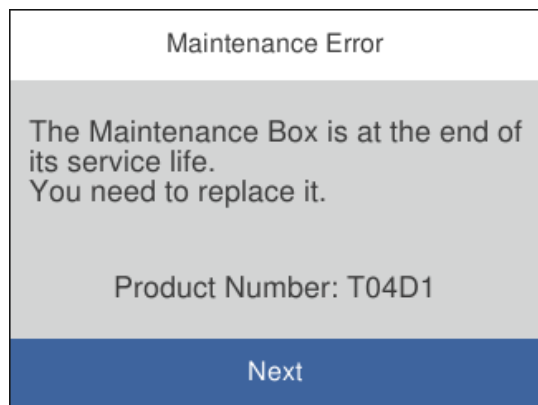 Maintenance Error
The Maintenance Box is at the end of
its service life.
You need to replace it.
Product Number: T04D1
Next